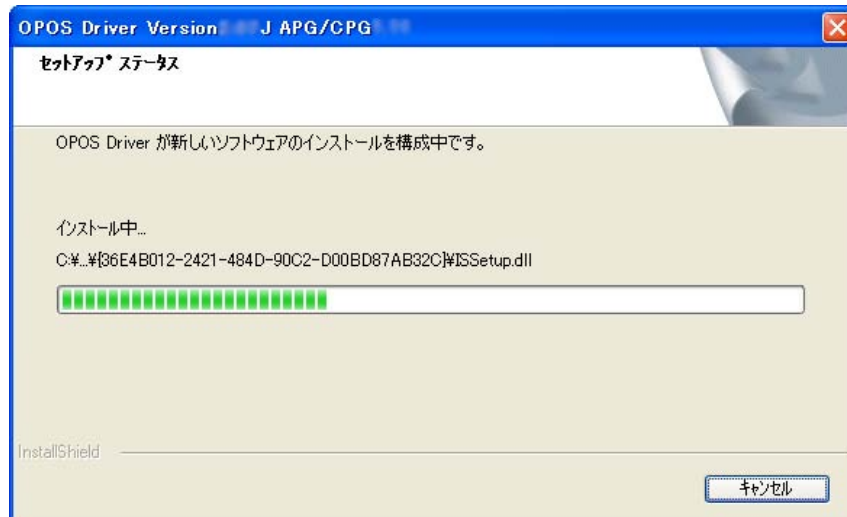 OPOS Driver Version J APG/CPG
セットアップ ステータス
OPOS Driver が新しいソフトウェアのインストールを構成中です。
インストール中...
C:¥...¥{36E4B012-2421-484D-90C2-D00BD87AB32C}¥ISSetup.dll
InstallShield
キャンセル